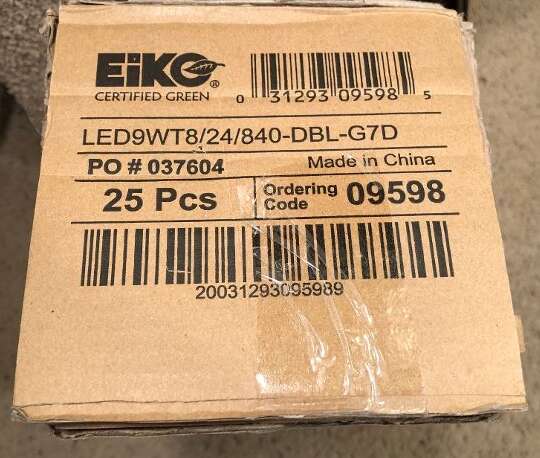 EiKO®
CERTIFIED GREEN
0 31293 09598 5
LED9WT8/24/840-DBL-G7D
PO # 037604 Made in China
25 Pcs Ordering Code 09598
20031293095989